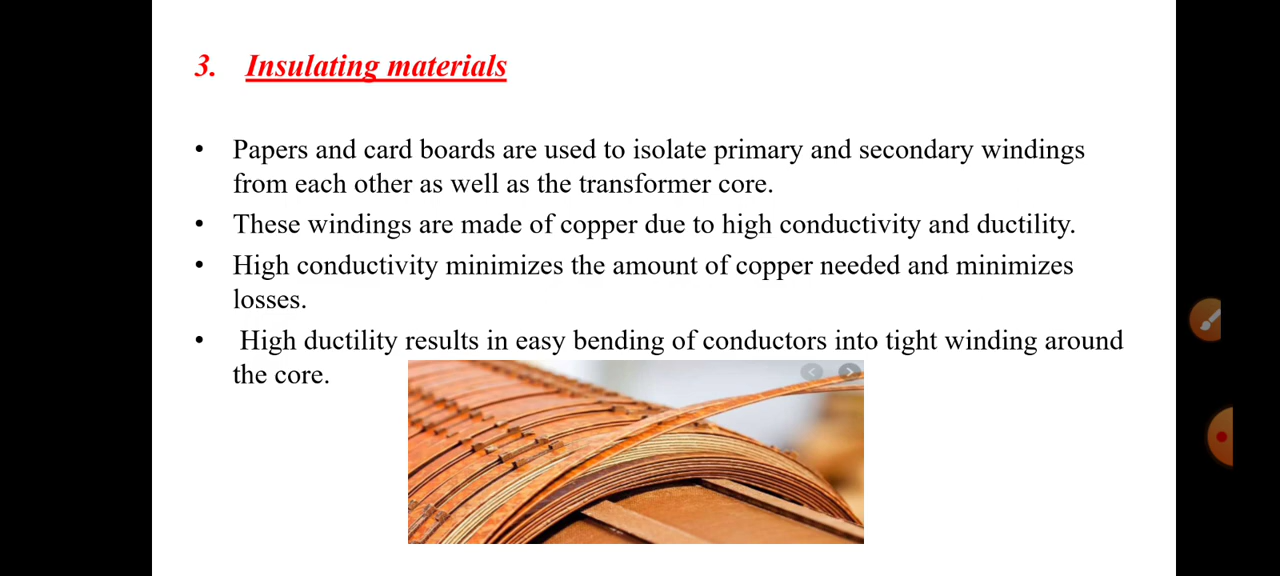 3. Insulating materials
• Papers and card boards are used to isolate primary and secondary windings
from each other as well as the transformer core.
• These windings are made of copper due to high conductivity and ductility.
• High conductivity minimizes the amount of copper needed and minimizes
losses.
• High ductility results in easy bending of conductors into tight winding around
the core.